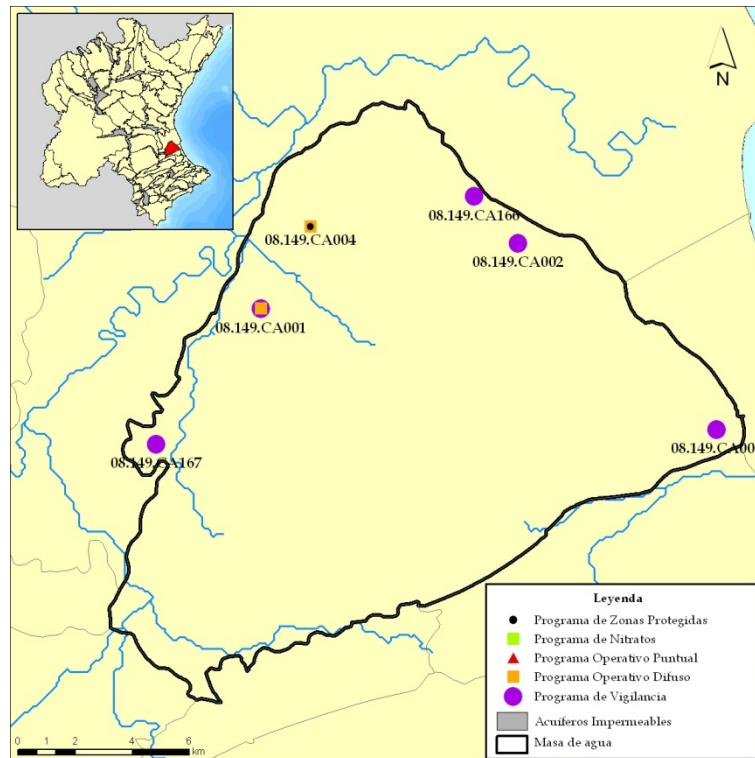 N
08.149.CA166
08.149.CA004
08.149.CA002
08.149.CA001
08.149.CA00
08.149.CA167
Leyenda
Programa de Zonas Protegidas
Programa de Nitratos
Programa Operativo Puntual
Programa Operativo Difuso
Programa de Vigilancia
Acuíferos Impermeables
Masa de agua
0 1 2 4 6
km